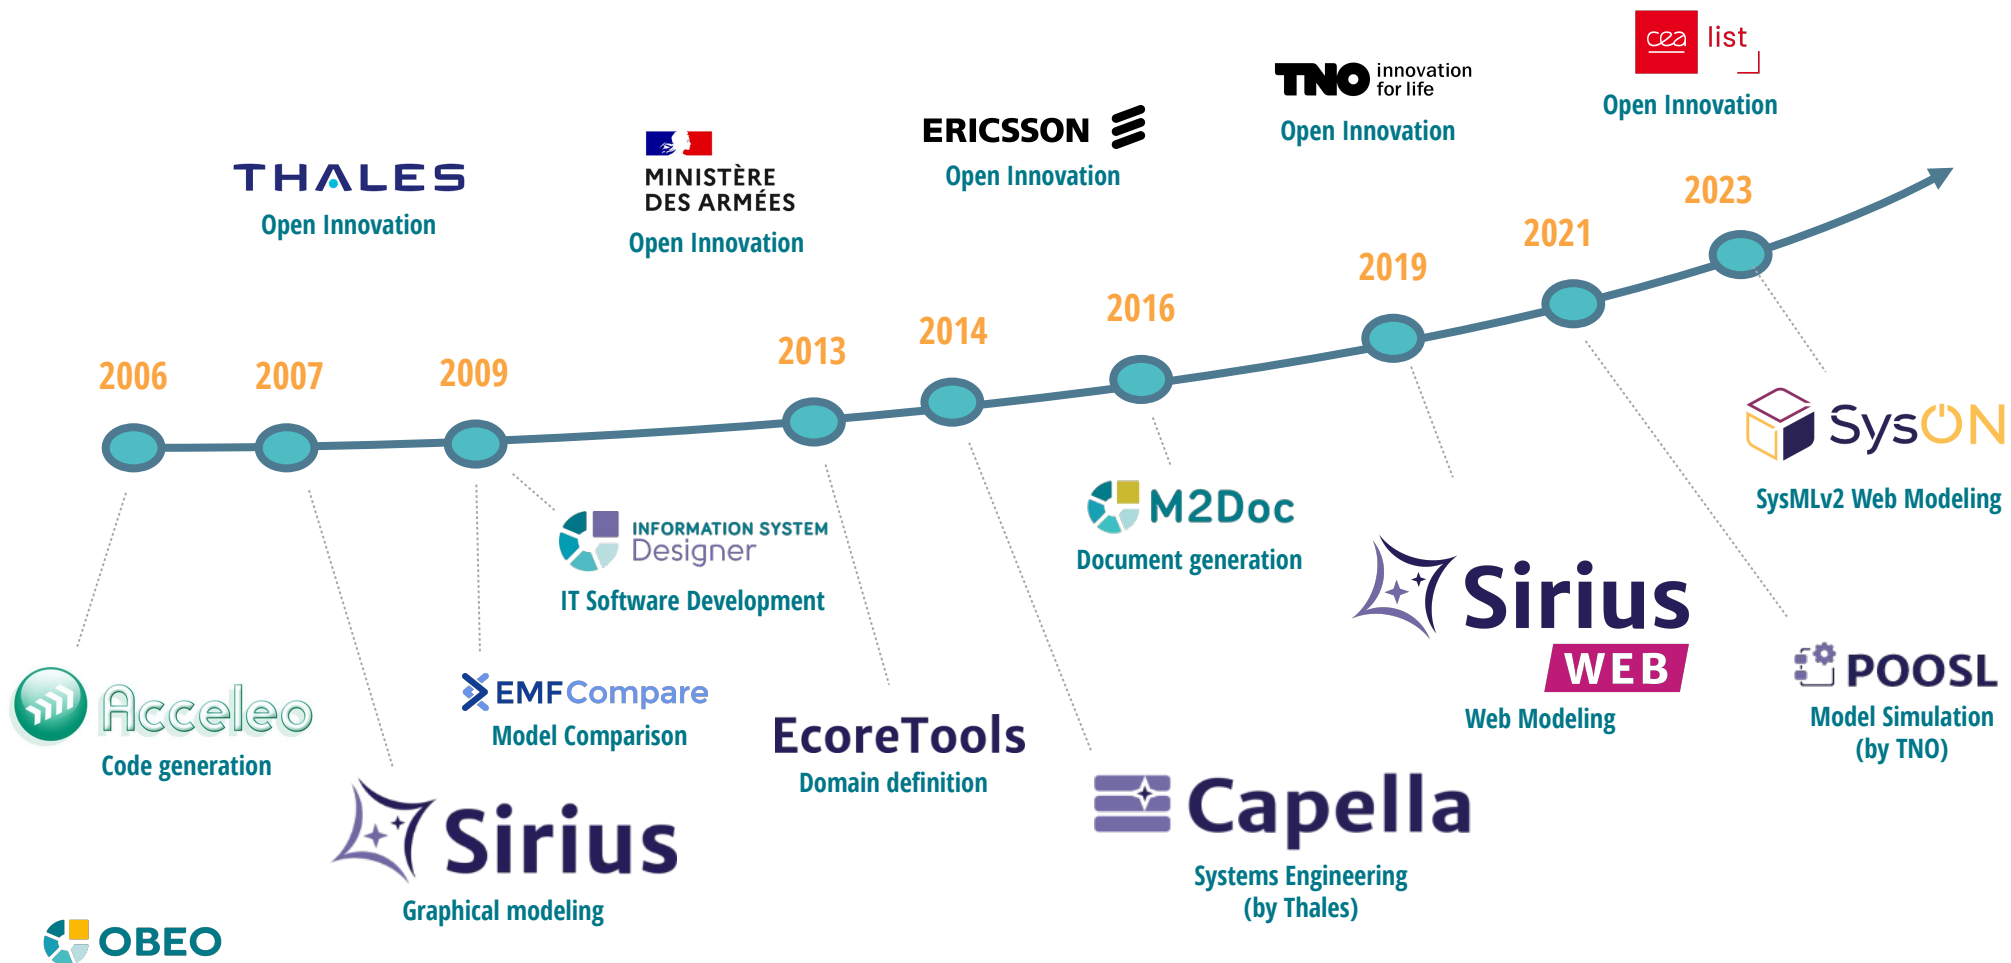 cea list
Open Innovation
TNO innovation
for life
Open Innovation
ERICSSON
Open Innovation
MINISTÈRE
DES ARMÉES
Open Innovation
THALES
Open Innovation
2006
2007
2009
2013
2014
2016
2019
2021
2023
Acceleo
Code generation
Sirius
Graphical modeling
EMFCompare
Model Comparison
INFORMATION SYSTEM
Designer
IT Software Development
EcoreTools
Domain definition
Capella
Systems Engineering
(by Thales)
M2Doc
Document generation
Sirius
WEB
Web Modeling
POOSL
Model Simulation
(by TNO)
SysON
SysMLv2 Web Modeling
OBEO